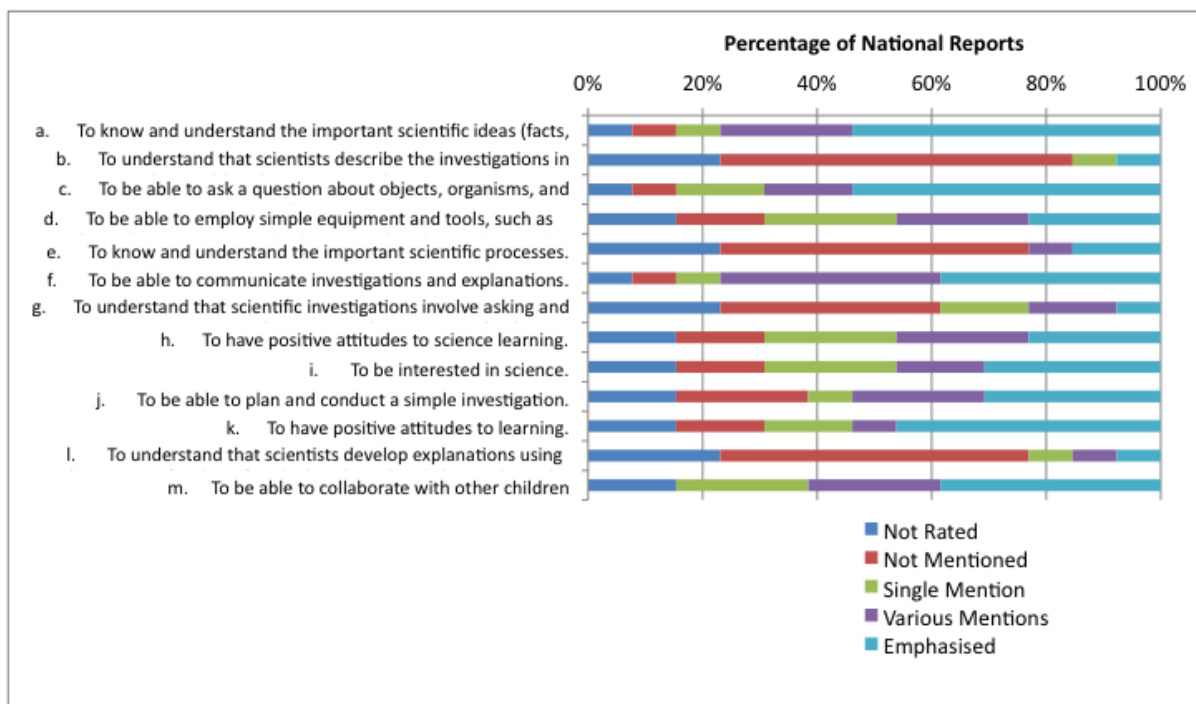 Percentage of National Reports
0% 20% 40% 60% 80% 100%
a. To know and understand the important scientific ideas (facts,
b. To understand that scientists describe the investigations in
c. To be able to ask a question about objects, organisms, and
d. To be able to employ simple equipment and tools, such as
e. To know and understand the important scientific processes.
f. To be able to communicate investigations and explanations.
g. To understand that scientific investigations involve asking and
h. To have positive attitudes to science learning.
i. To be interested in science.
j. To be able to plan and conduct a simple investigation.
k. To have positive attitudes to learning.
l. To understand that scientists develop explanations using
m. To be able to collaborate with other children
Not Rated
Not Mentioned
Single Mention
Various Mentions
Emphasised